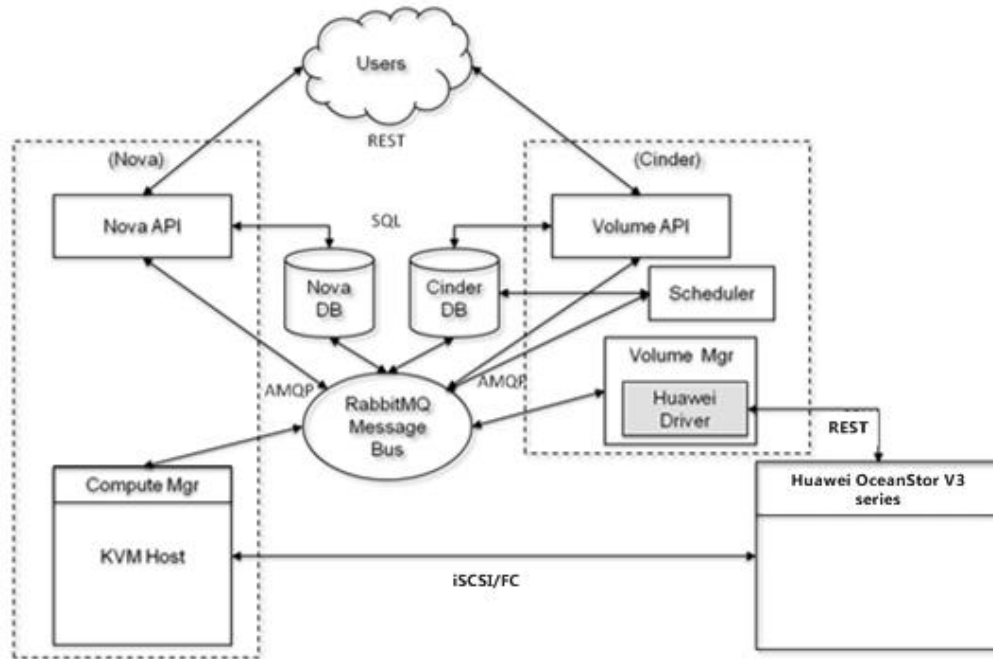 Users
REST
(Nova)
(Cinder)
Nova API
SQL
Volume API
Nova
DB
Cinder
DB
Scheduler
Volume Mgr
Huawei
Driver
AMQP
AMQP
RabbitMQ
Message
Bus
REST
Compute Mgr
KVM Host
Huawei OceanStor V3
series
iSCSI/FC